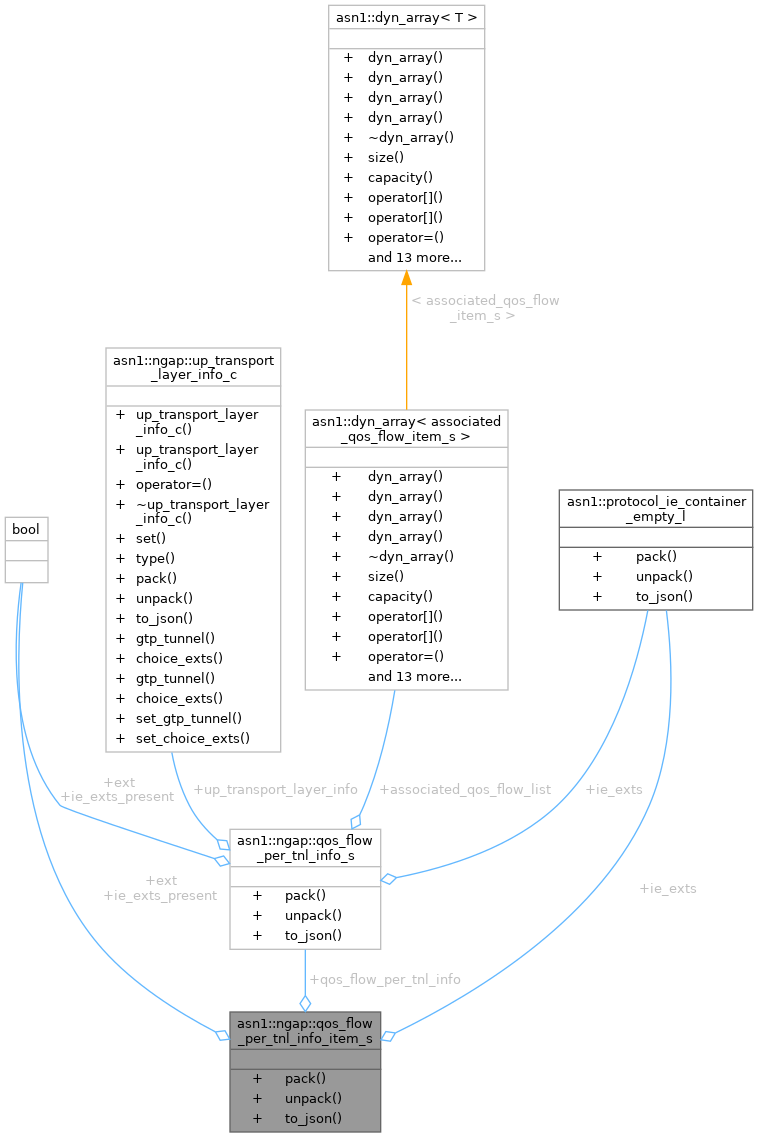 asn1::dyn_array< T >
+ dyn_array()
+ dyn_array()
+ dyn_array()
+ dyn_array()
+ ~dyn_array()
+ size()
+ capacity()
+ operator[]()
+ operator[]()
+ operator=()
and 13 more...
< associated_qos_flow
_item_s >
asn1::ngap::up_transport
_layer_info_c
+ up_transport_layer
_info_c()
+ up_transport_layer
_info_c()
+ operator=()
+ ~up_transport_layer
_info_c()
+ set()
+ type()
+ pack()
+ unpack()
+ to_json()
+ gtp_tunnel()
+ choice_exts()
+ gtp_tunnel()
+ choice_exts()
+ set_gtp_tunnel()
+ set_choice_exts()
asn1::dyn_array< associated
_qos_flow_item_s >
+ dyn_array()
+ dyn_array()
+ dyn_array()
+ dyn_array()
+ ~dyn_array()
+ size()
+ capacity()
+ operator[]()
+ operator[]()
+ operator=()
and 13 more...
asn1::protocol_ie_container
_empty_l
+ pack()
+ unpack()
+ to_json()
bool
+ext
+ie_exts_present
+up_transport_layer_info
+associated_qos_flow_list
+ie_exts
asn1::ngap::qos_flow
_per_tnl_info_s
+ pack()
+ unpack()
+ to_json()
+ext
+ie_exts_present
+ie_exts
+qos_flow_per_tnl_info
asn1::ngap::qos_flow
_per_tnl_info_item_s
+ pack()
+ unpack()
+ to_json()